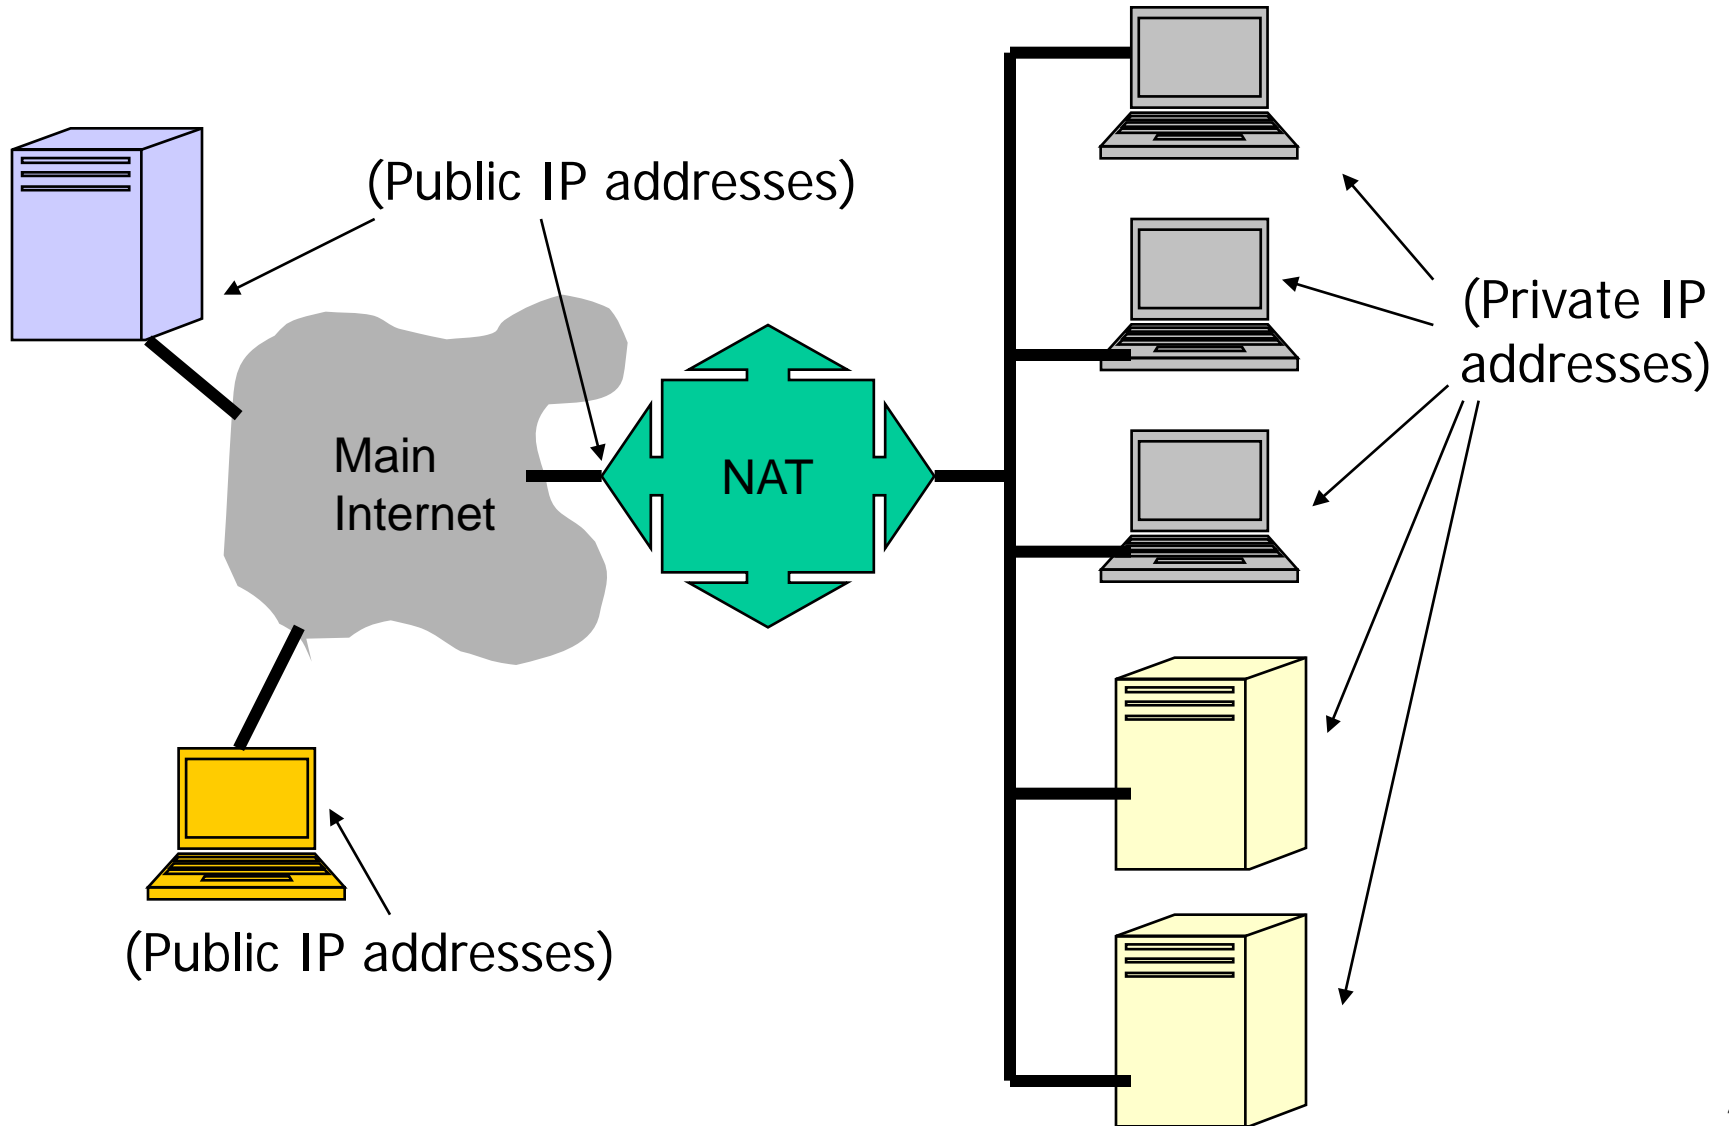 (Public IP addresses)
(Private IP
addresses)
Main
Internet
NAT
(Public IP addresses)